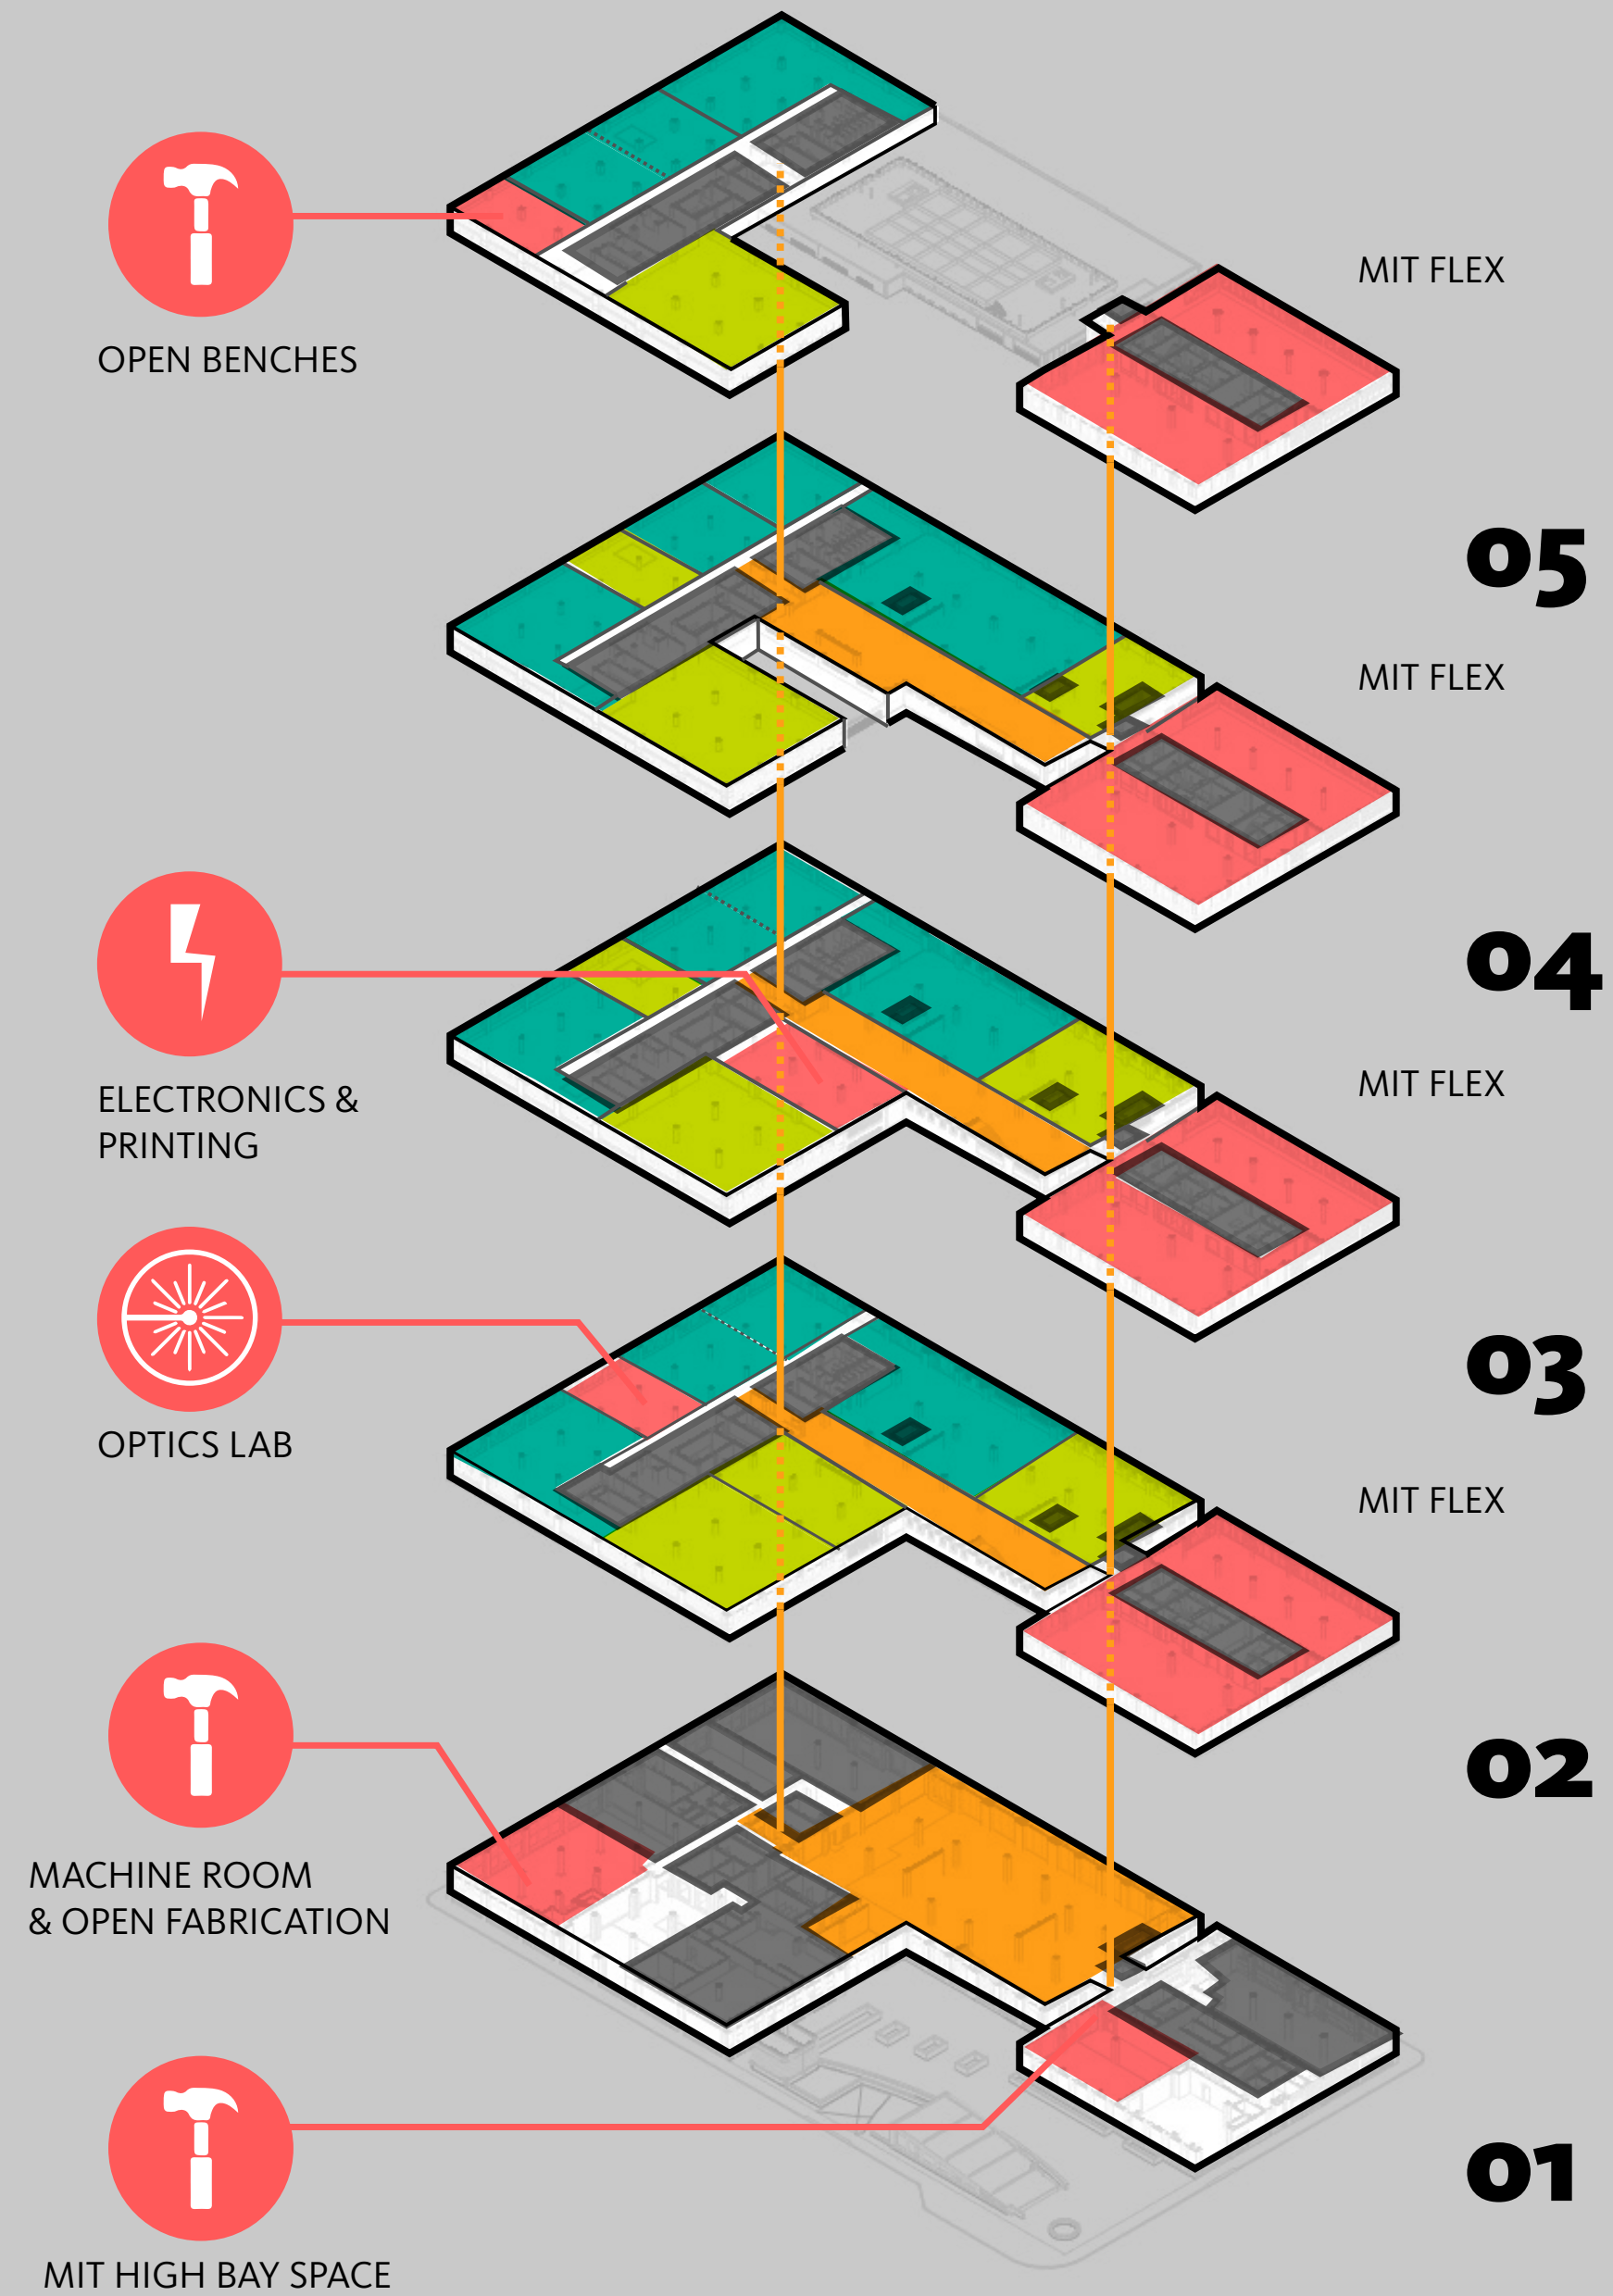 MIT FLEX
OPEN BENCHES
05
MIT FLEX
04
ELECTRONICS &
PRINTING
MIT FLEX
03
OPTICS LAB
MIT FLEX
02
MACHINE ROOM
& OPEN FABRICATION
01
MIT HIGH BAY SPACE